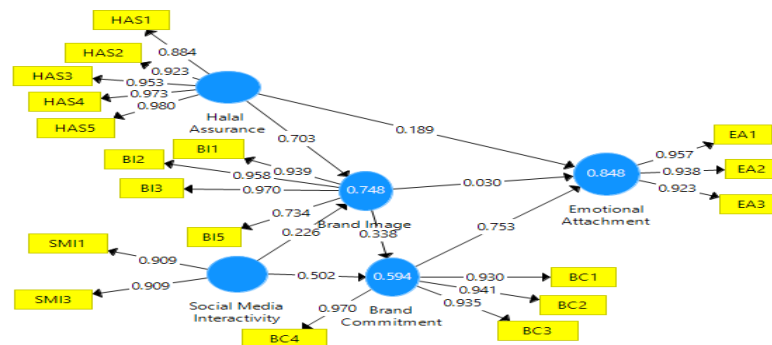 HAS1
0.884
HAS2
0.923
HAS3
0.953
HAS4
0.973
HAS5
0.980
Halal
Assurance
0.703
0.189
BI1
BI2
0.939
0.958
BI3
0.970
0.748
0.734
Brand Image
BI5
0.030
0.848
Emotional
Attachment
0.957
EA1
0.938
EA2
0.923
EA3
0.226
0.338
0.753
SMI1
0.909
SMI3
0.909
Social Media
Interactivity
0.502
0.594
Brand
Commitment
0.930
BC1
0.941
BC2
0.935
BC3
0.970
BC4